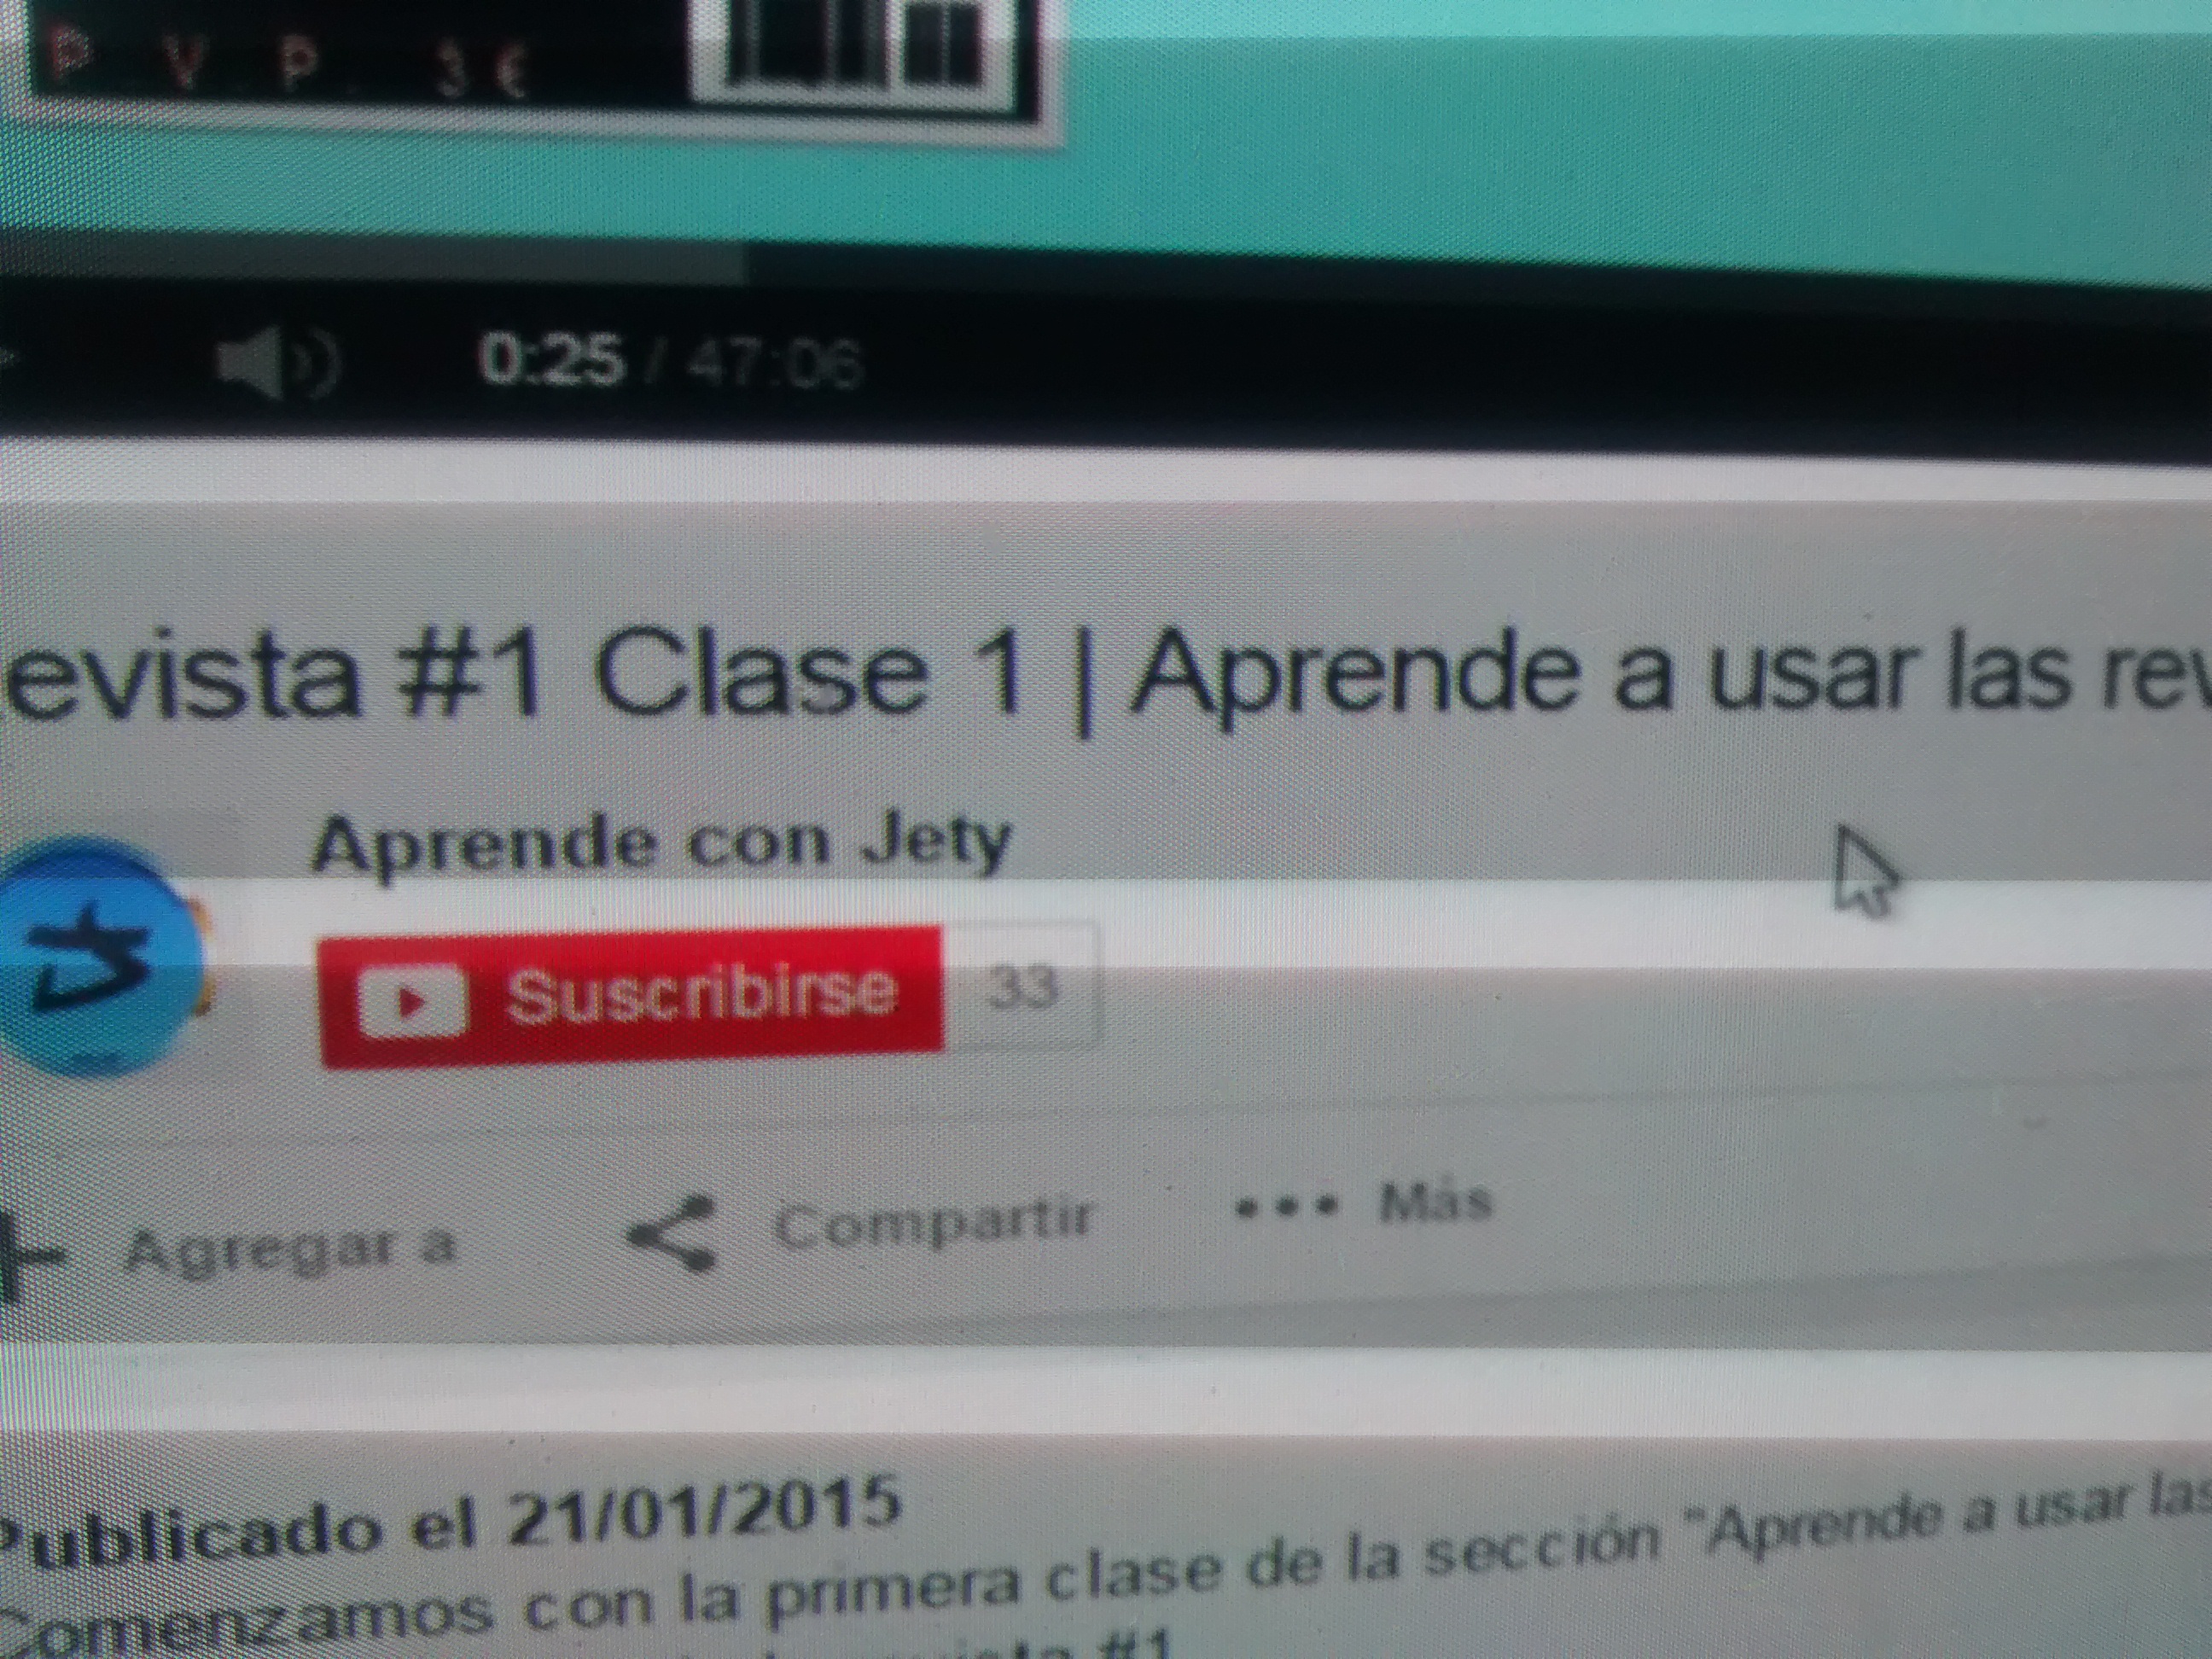 P. V. P. 3€
0:25 / 47:06
evista #1 Clase 1 | Aprende a usar las rev
Aprende con Jety
Suscribirse 33
Agregar a Compartir Más
Publicado el 21/01/2015
Comenzamos con la primera clase de la sección "Aprende a usar las
#1